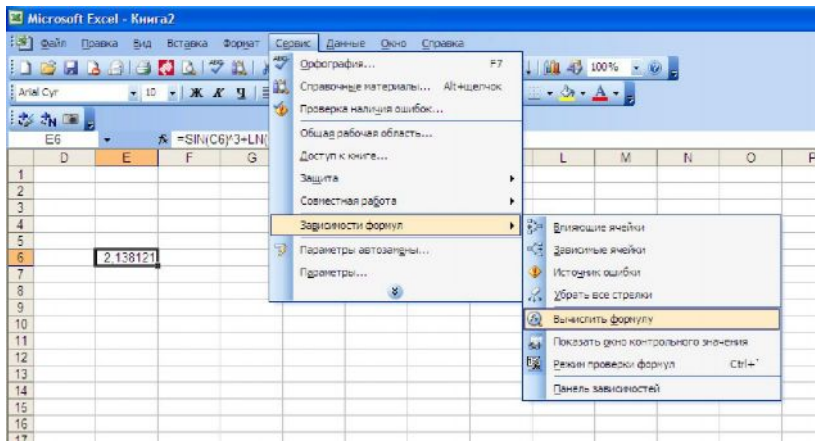 Microsoft Excel - Книга2
Файл Правка Вид Вставка Формат Сервис Данные Окно Справка
100%
Arial Cyr 10 Ж К Ч
E6 fx =SIN(C6)^3+LN(
D E F G L M N O P
1
2
3
4
5
6 2,138121
7
8
9
10
11
12
13
14
15
16
17
Орфография... F7
Справочные материалы... Alt+щелчок
Проверка наличия ошибок...
Общая рабочая область...
Доступ к книге...
Защита
Совместная работа
Зависимости формул
Параметры автозамены...
Параметры...
Влияющие ячейки
Зависимые ячейки
Источник ошибки
Убрать все стрелки
Вычислить формулу
Показать окно контрольного значения
Режим проверки формул Ctrl+`
Панель зависимостей